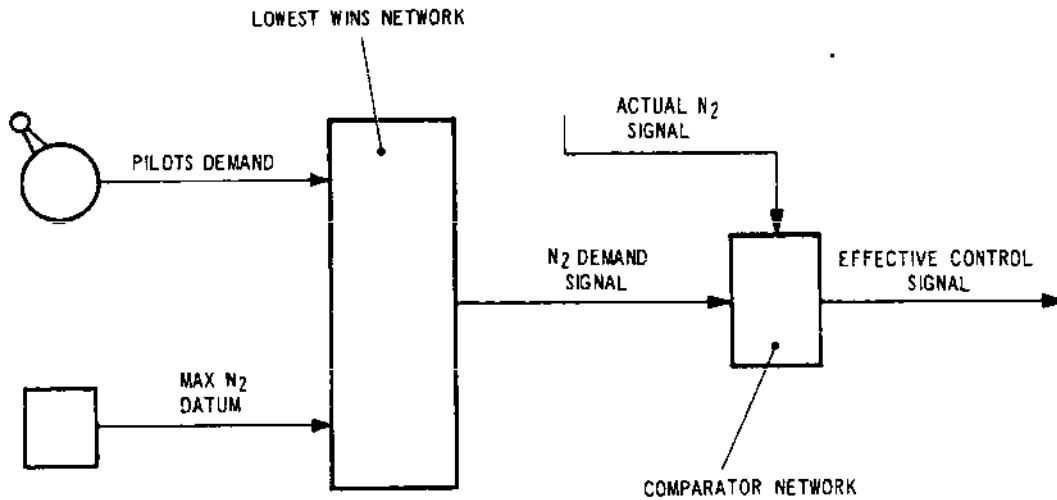 LOWEST WINS NETWORK
ACTUAL N2
SIGNAL
PILOTS DEMAND
N2 DEMAND
SIGNAL
EFFECTIVE CONTROL
SIGNAL
MAX N2
DATUM
COMPARATOR NETWORK